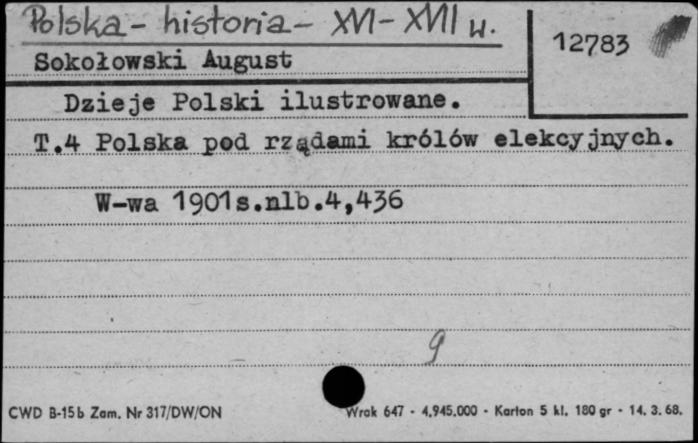 Polska - historia - XVI - XVII w.
12783
Sokołowski August
Dzieje Polski ilustrowane.
T.4 Polska pod rządami królów elekcyjnych.
W-wa 1901s.nlb.4,436
9
CWD B-15b Zam. Nr 317/DW/ON
Wrak 647 - 4,945.000 - Karton 5 kl. 180 gr - 14. 3. 68.